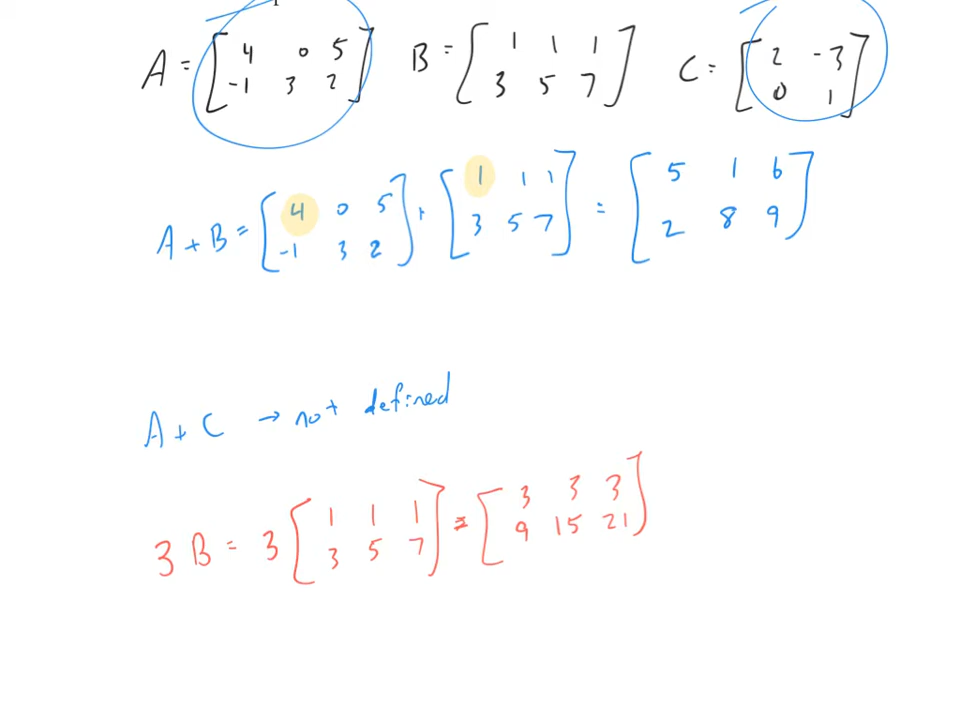 A = [ 4 0 5 B = [ 1 1 1 C = [ 2 -3
-1 3 2 ] 3 5 7 ] 0 1 ]
A + B = [ 4 0 5 + [ 1 1 1 = [ 5 1 6
-1 3 2 ] 3 5 7 ] 2 8 9 ]
A + C → not defined
3 B = 3 [ 1 1 1 = [ 3 3 3
3 5 7 ] 9 15 21 ]